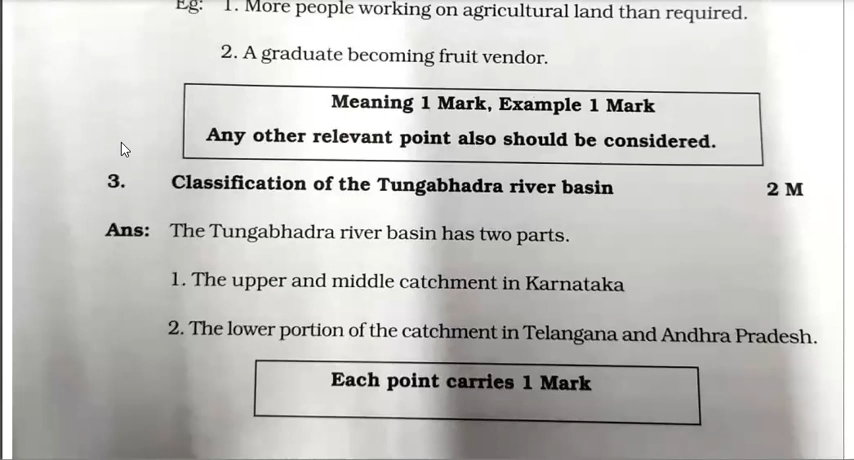 Eg: 1. More people working on agricultural land than required.
2. A graduate becoming fruit vendor.
Meaning 1 Mark, Example 1 Mark
Any other relevant point also should be considered.
3. Classification of the Tungabhadra river basin 2 M
Ans: The Tungabhadra river basin has two parts.
1. The upper and middle catchment in Karnataka
2. The lower portion of the catchment in Telangana and Andhra Pradesh.
Each point carries 1 Mark